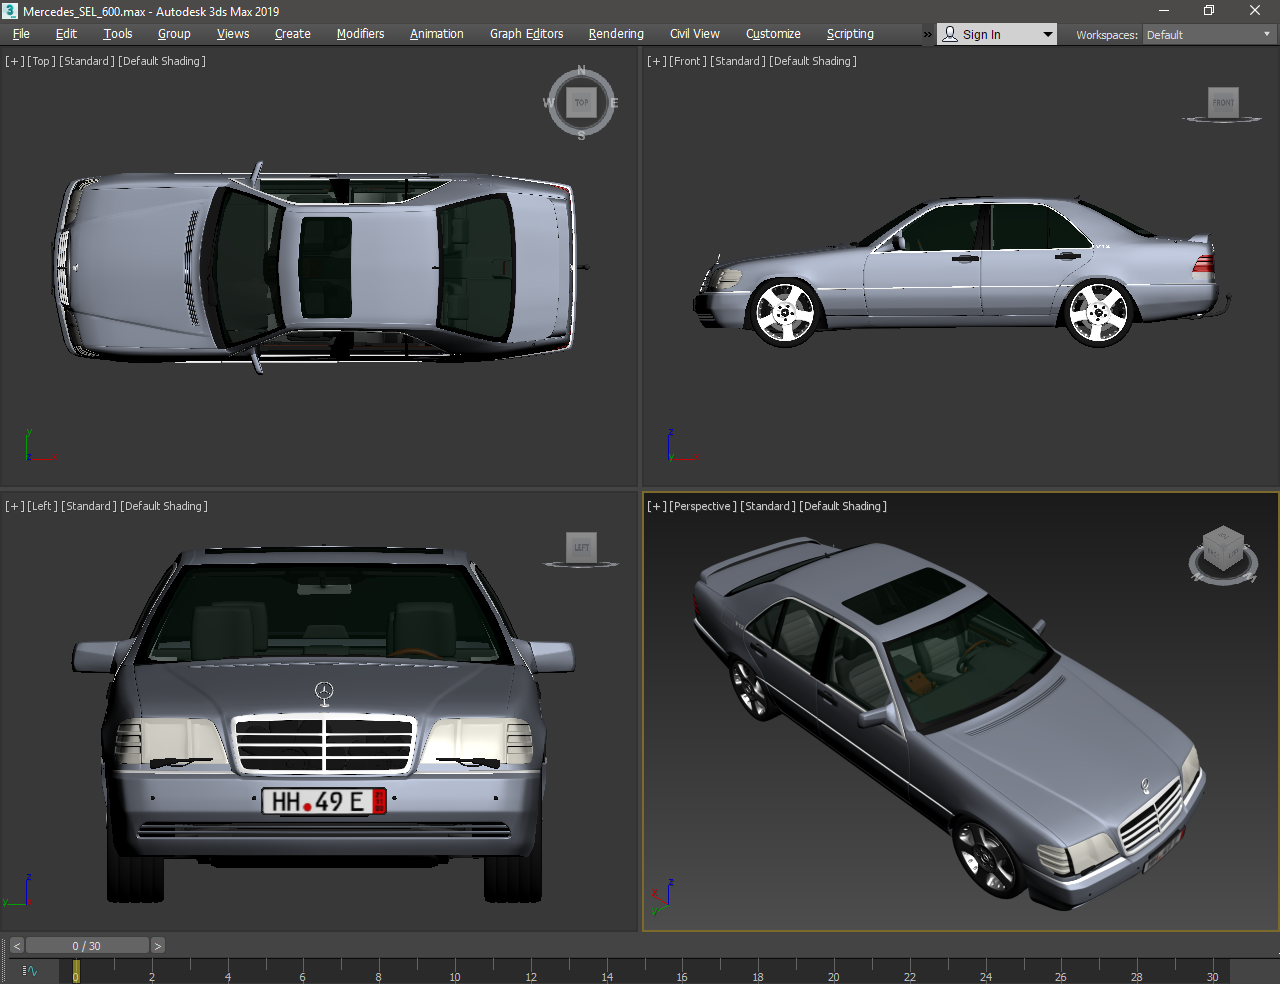 Mercedes_SEL_600.max - Autodesk 3ds Max 2019
File Edit Tools Group Views Create Modifiers Animation Graph Editors Rendering Civil View Customize Scripting » Sign In Workspaces: Default
[+] [Top] [Standard] [Default Shading]
[+] [Front] [Standard] [Default Shading]
N
W TOP E
S
FRONT
V12
y
z x
z
y x
[+] [Left] [Standard] [Default Shading]
[+] [Perspective] [Standard] [Default Shading]
LEFT
V12
HH 49 E
z
y
z
x
y
< 0 / 30 >
0 2 4 6 8 10 12 14 16 18 20 22 24 26 28 30